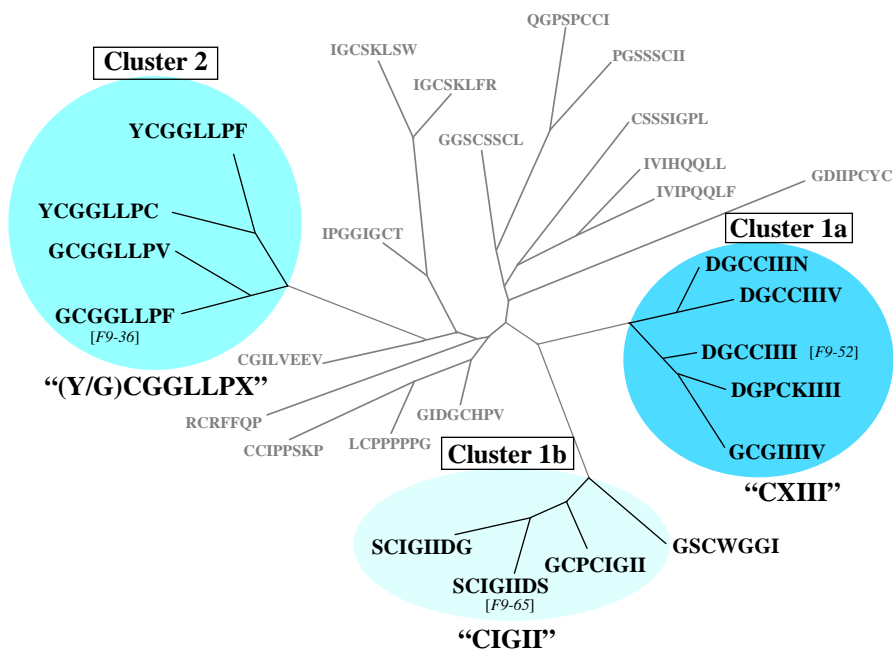 QGPSPCCI
IGCSKLSW
Cluster 2
PGSSSCII
IGCSKLFR
CSSSIGPL
YCGGLLPF
GGSCSSCL
IVIHQQLL
GDIIPCYC
IVIPQQLF
YCGGLLPC
Cluster 1a
IPGGIGCT
GCGGLLPV
DGCCIIIN
DGCCIIIV
GCGGLLPF
[F9-36]
DGCCIIII [F9-52]
CGILVEEV
“(Y/G)CGGLLPX”
DGPCKIIII
GIDGCHPV
RCRFFQP
CCIPPSKP
LCPPPPPG
GCGIIIIV
Cluster 1b
“CXIII”
SCIGIIDG
GSCWGGI
GCPCIGII
SCIGIIDS
[F9-65]
“CIGII”